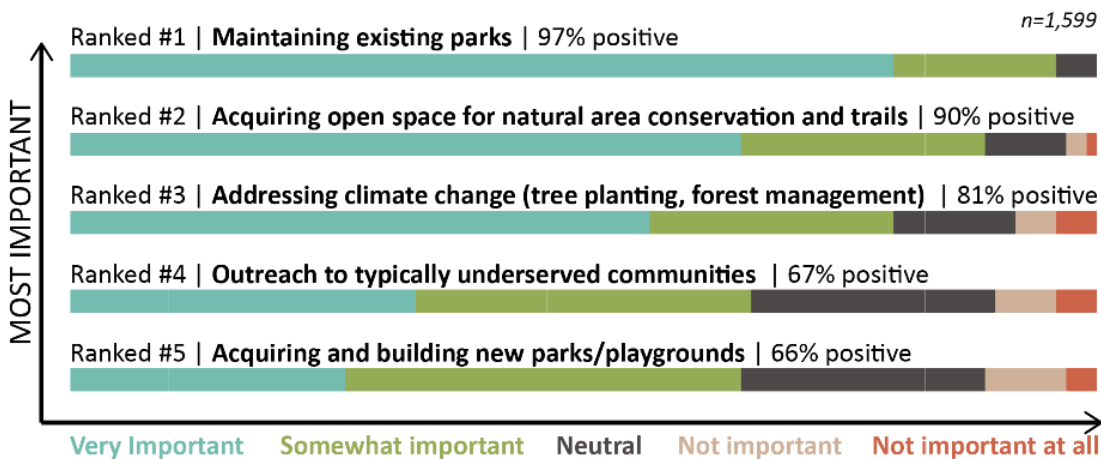 n=1,599
Ranked #1 | Maintaining existing parks | 97% positive
Ranked #2 | Acquiring open space for natural area conservation and trails | 90% positive
Ranked #3 | Addressing climate change (tree planting, forest management) | 81% positive
Ranked #4 | Outreach to typically underserved communities | 67% positive
Ranked #5 | Acquiring and building new parks/playgrounds | 66% positive
MOST IMPORTANT
Very Important Somewhat important Neutral Not important Not important at all